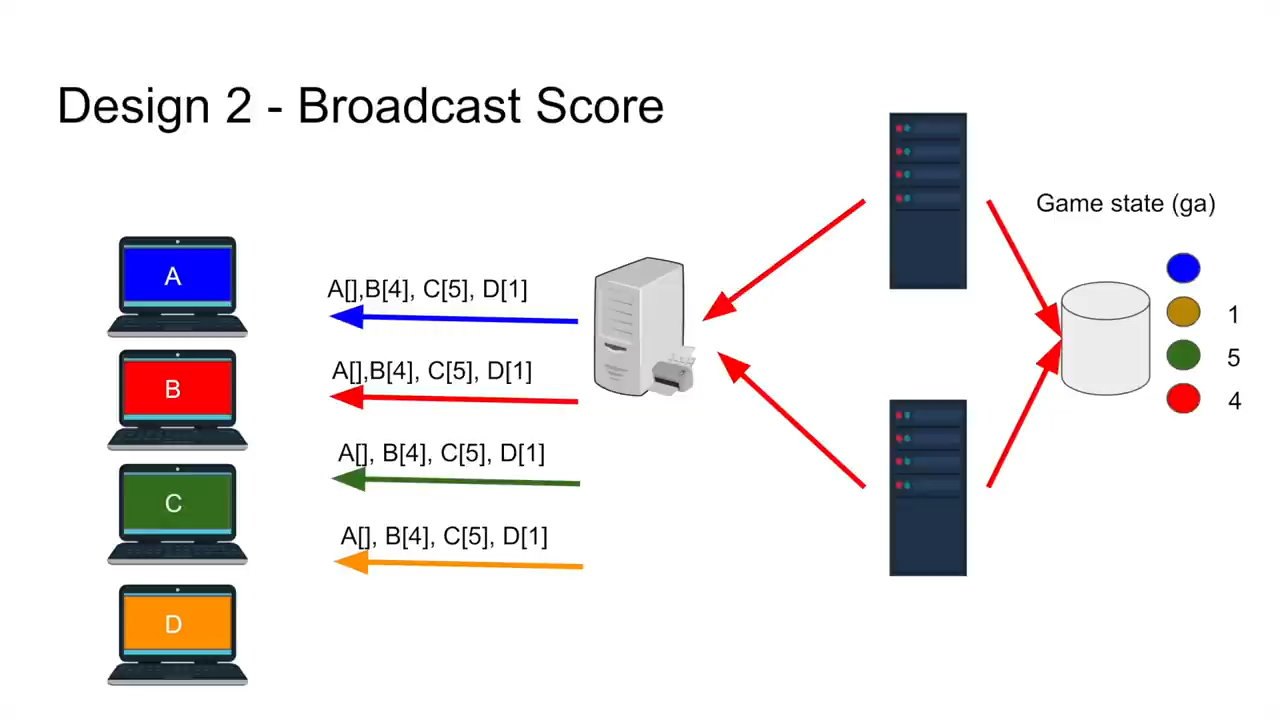 Design 2 - Broadcast Score
Game state (ga)
A
A[],B[4], C[5], D[1]
1
B
A[],B[4], C[5], D[1]
5
4
C
A[], B[4], C[5], D[1]
A[], B[4], C[5], D[1]
D